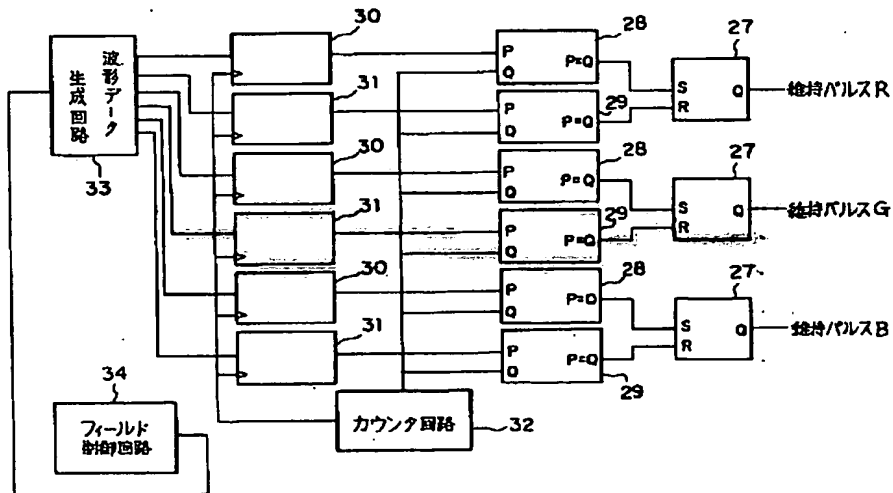 波形データ
生成回路
33
34
フィールド
制御回路
30
31
30
31
30
31
カウンタ回路
32
28
P
Q
P=Q
P
Q
P=Q
29
28
P
Q
P=Q
P
Q
P=Q
29
28
P
Q
P=Q
P
Q
P=Q
29
27
S
R
Q
維持パルスR
27
S
R
Q
維持パルスG
27
S
R
Q
維持パルスB